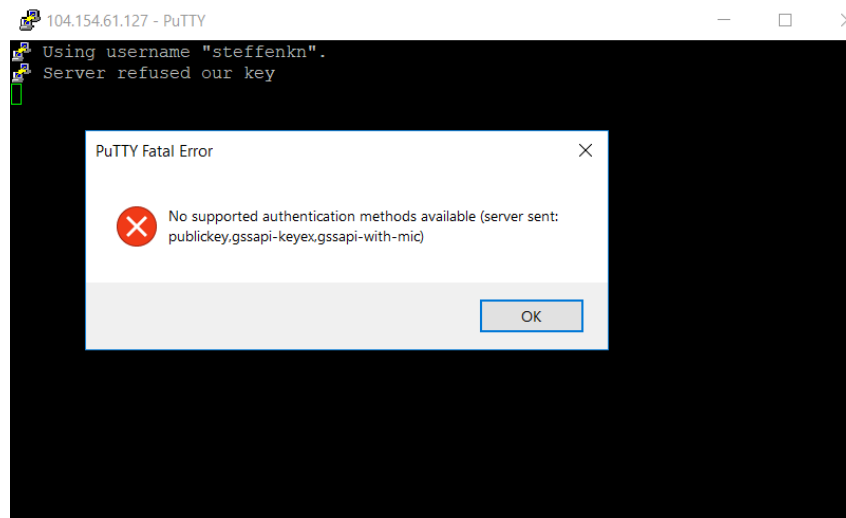 104.154.61.127 - PuTTY
Using username "steffenkn".
Server refused our key
PuTTY Fatal Error
No supported authentication methods available (server sent:
publickey,gssapi-keyex,gssapi-with-mic)
OK